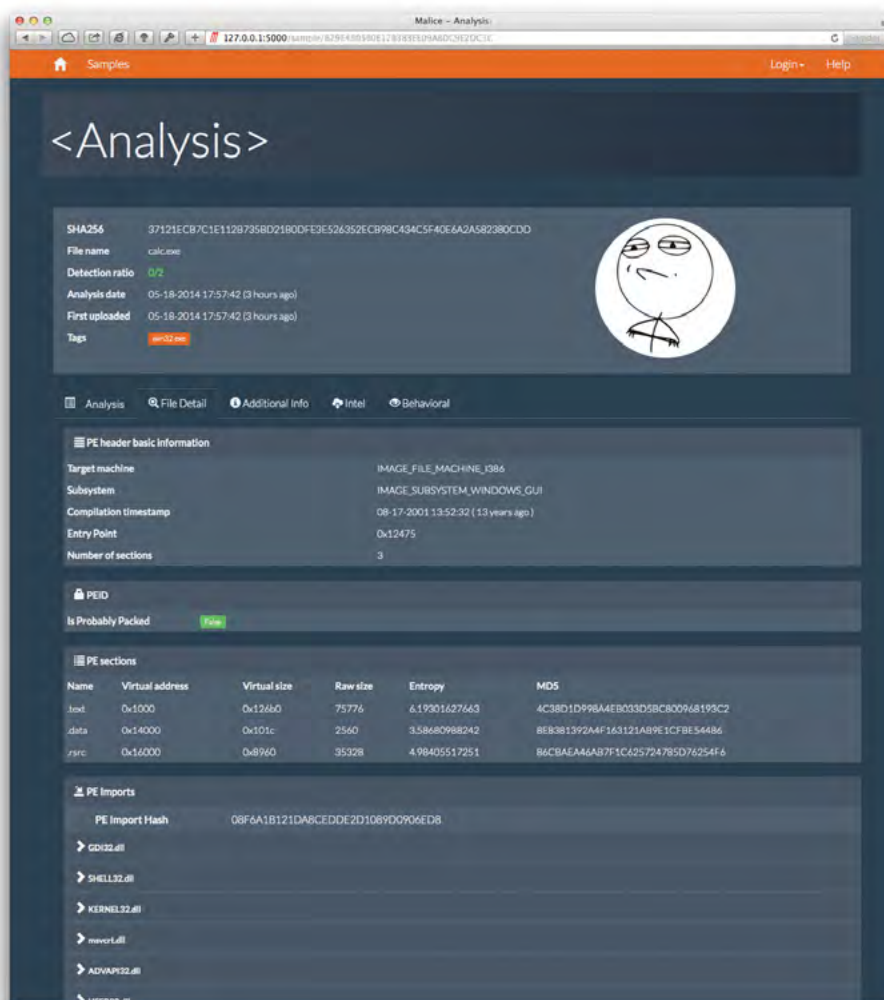 Malice – Analysis
127.0.0.1:5000
Samples Login Help
<Analysis>
SHA256 37121ECB7C1E112B735BD21B0DFE3E526352ECB98C434C5F40E6A2A582380CDD
File name calc.exe
Detection ratio 0/2
Analysis date 05-18-2014 17:57:42 (3 hours ago)
First uploaded 05-18-2014 17:57:42 (3 hours ago)
Tags win32 exe
Analysis File Detail Additional Info Intel Behavioral
PE header basic information
Target machine IMAGE_FILE_MACHINE_I386
Subsystem IMAGE_SUBSYSTEM_WINDOWS_GUI
Compilation timestamp 08-17-2001 13:52:32 ( 13 years ago )
Entry Point 0x12475
Number of sections 3
PEiD
Is Probably Packed False
PE sections
Name Virtual address Virtual size Raw size Entropy MD5
.text 0x1000 0x126b0 75776 6.19301627663 4C38D1D998A4EB033D5BC800968193C2
.data 0x14000 0x101c 2560 3.58680988242 8EB381392A4F163121AB9E1CFBE54486
.rsrc 0x16000 0x8960 35328 4.98405517251 86CBAEA46AB7F1C625724785D76254F6
PE Imports
PE Import Hash 08F6A1B121DA8CEDDE2D1089D0906ED8
GDI32.dll
SHELL32.dll
KERNEL32.dll
msvcrt.dll
ADVAPI32.dll